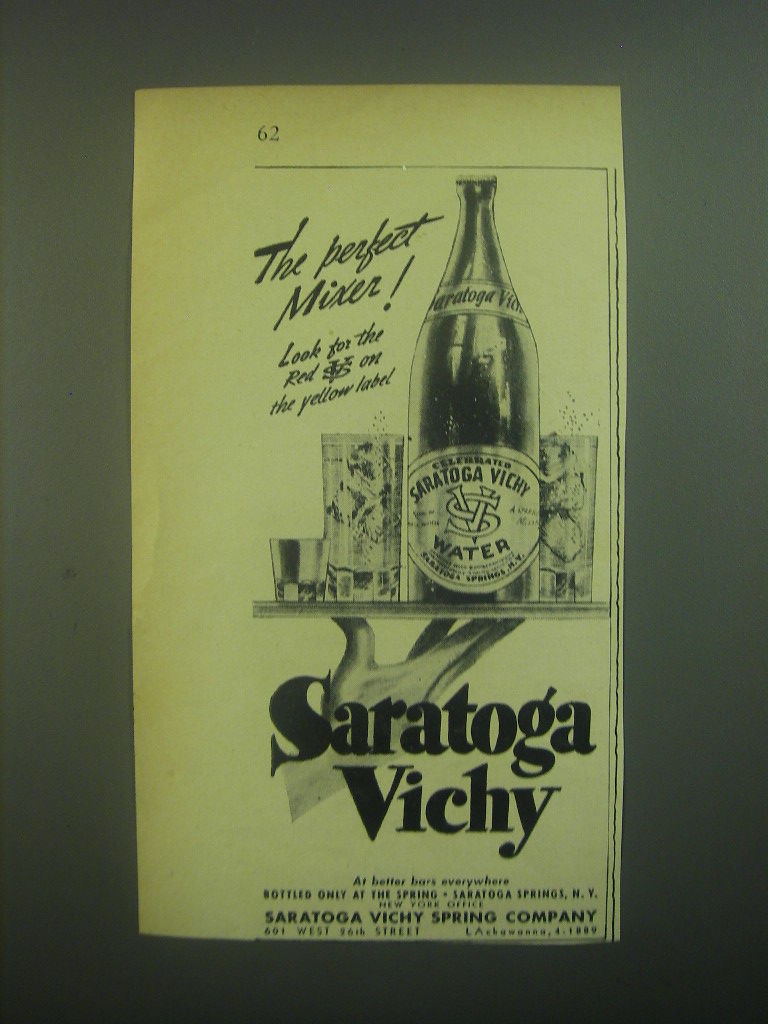 62
The perfect
Mixer!
Look for the
Red SV on
the yellow label
aratoga Vich
CELEBRATED
SARATOGA VICHY
SV
WATER
SARATOGA SPRINGS, N.Y.
Saratoga
Vichy
At better bars everywhere
BOTTLED ONLY AT THE SPRING - SARATOGA SPRINGS, N. Y.
NEW YORK OFFICE
SARATOGA VICHY SPRING COMPANY
601 WEST 26th STREET LAckawanna, 4-1889